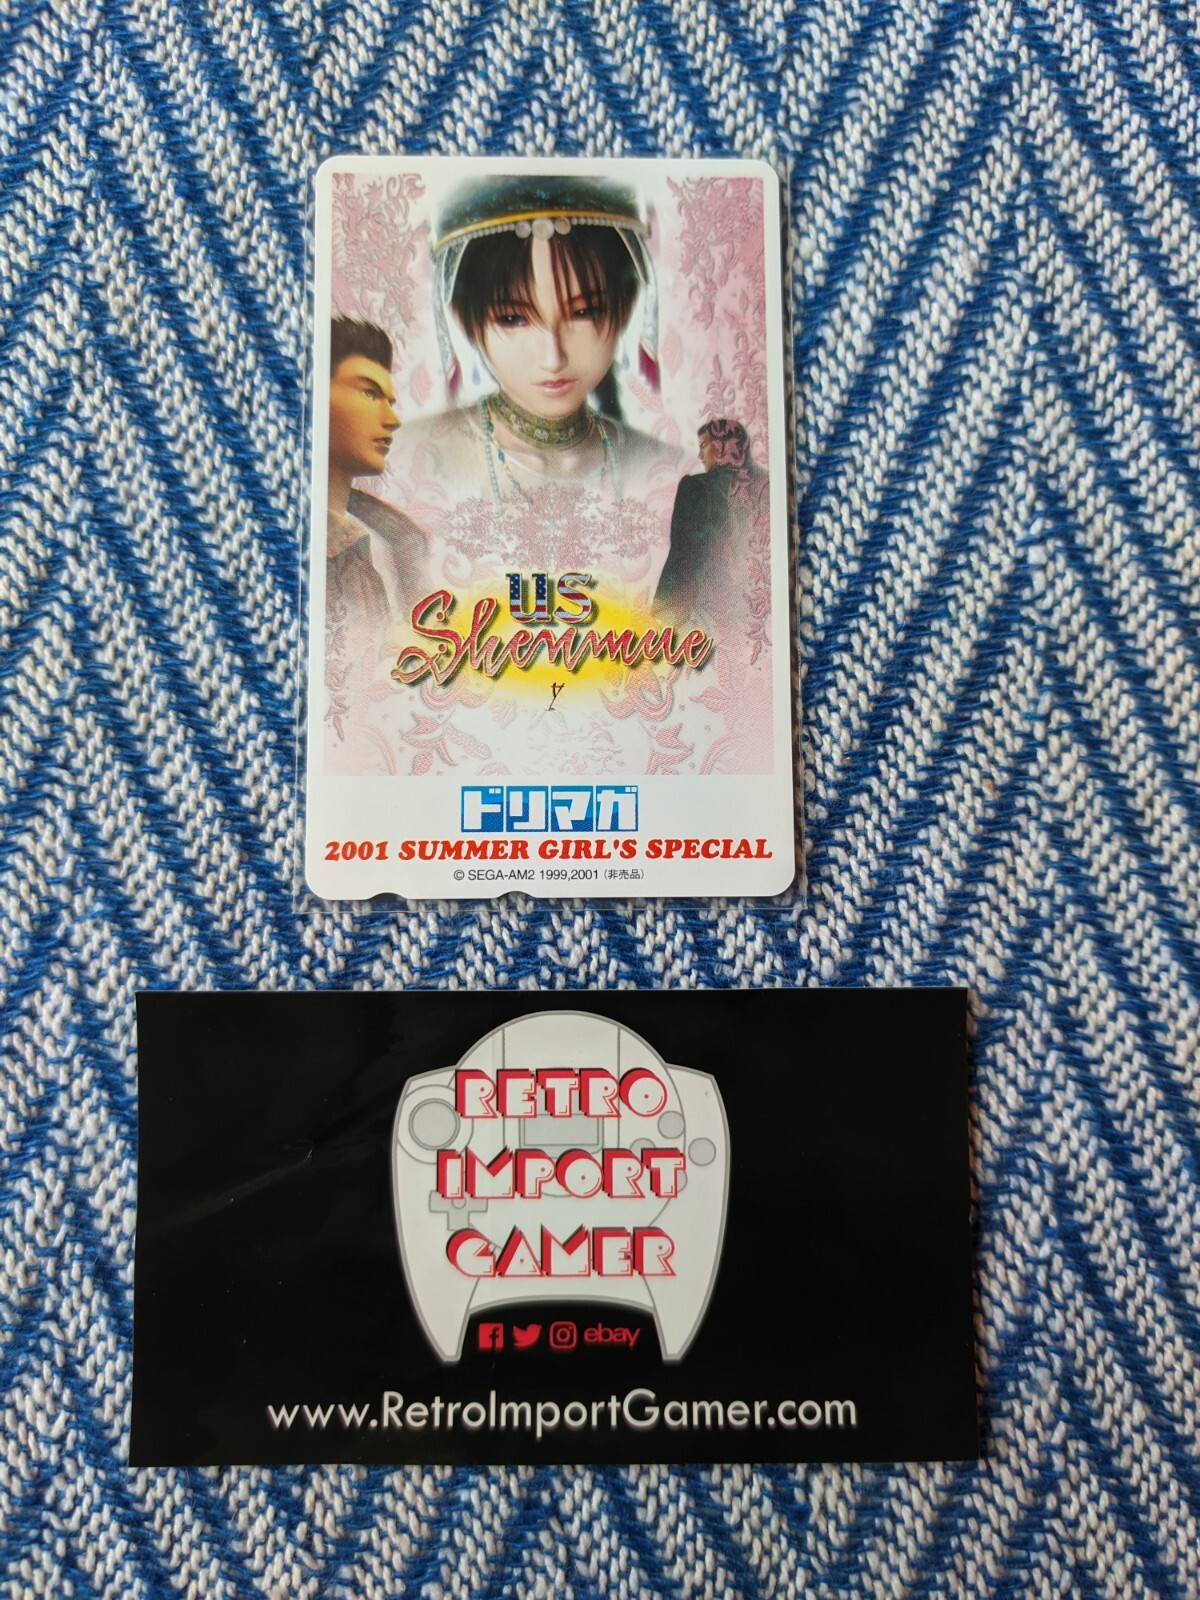 US
Shenmue
ドリマガ
2001 SUMMER GIRL'S SPECIAL
© SEGA-AM2 1999,2001 (非売品)
RETRO
IMPORT
GAMER
ebay
www.RetroImportGamer.com